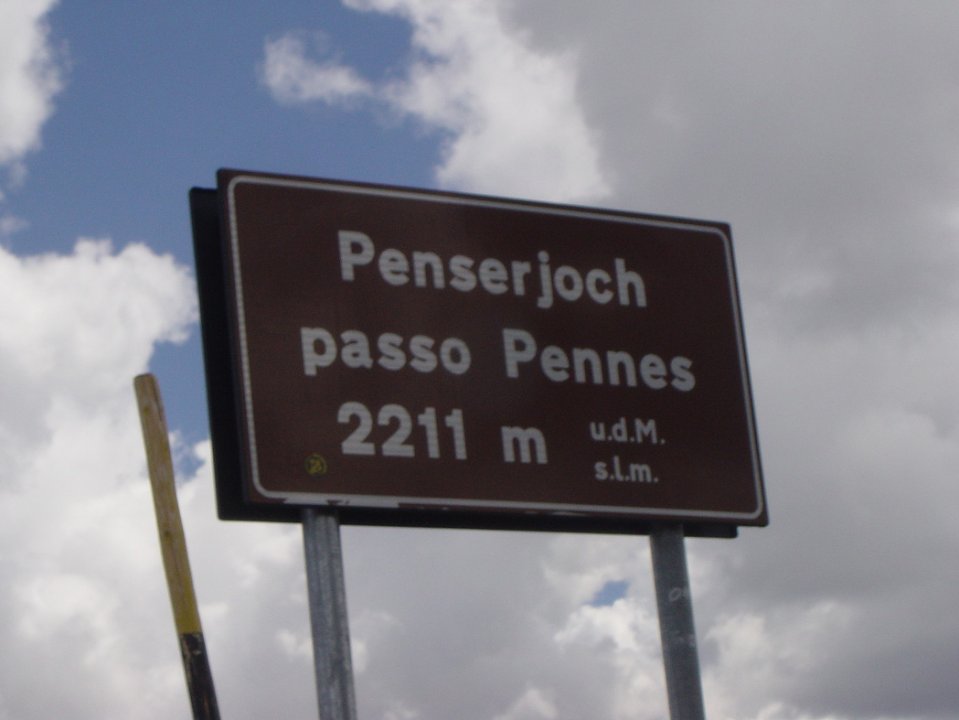 Penserjoch
passo Pennes
2211 m u.d.M.
s.l.m.